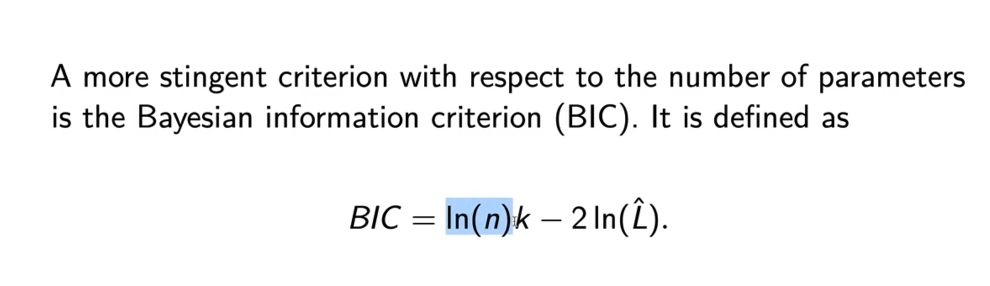 A more stingent criterion with respect to the number of parameters
is the Bayesian information criterion (BIC). It is defined as
BIC = ln(n)k − 2 ln(L̂).